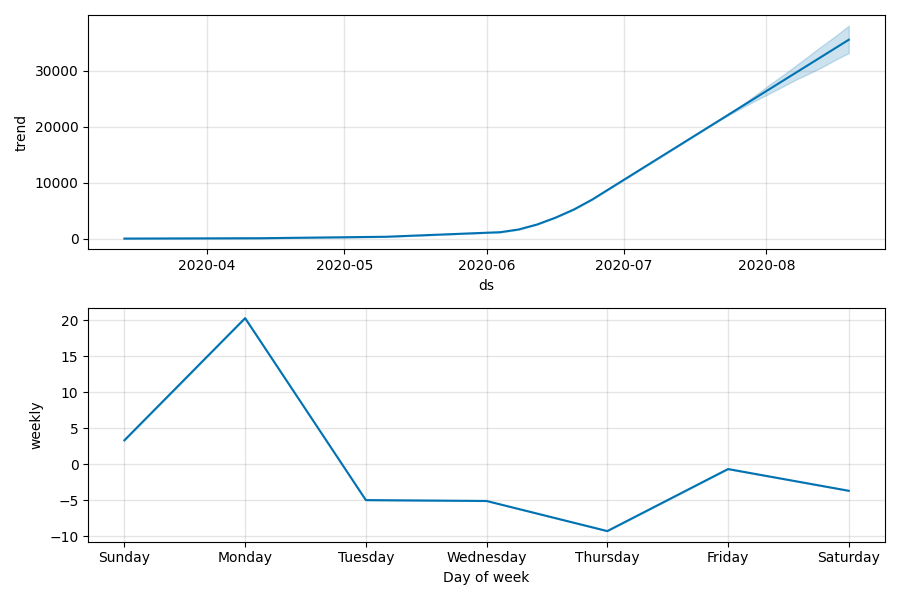 trend
30000
20000
10000
0
2020-04 2020-05 2020-06 2020-07 2020-08
ds
weekly
20
15
10
5
0
−5
−10
Sunday Monday Tuesday Wednesday Thursday Friday Saturday
Day of week